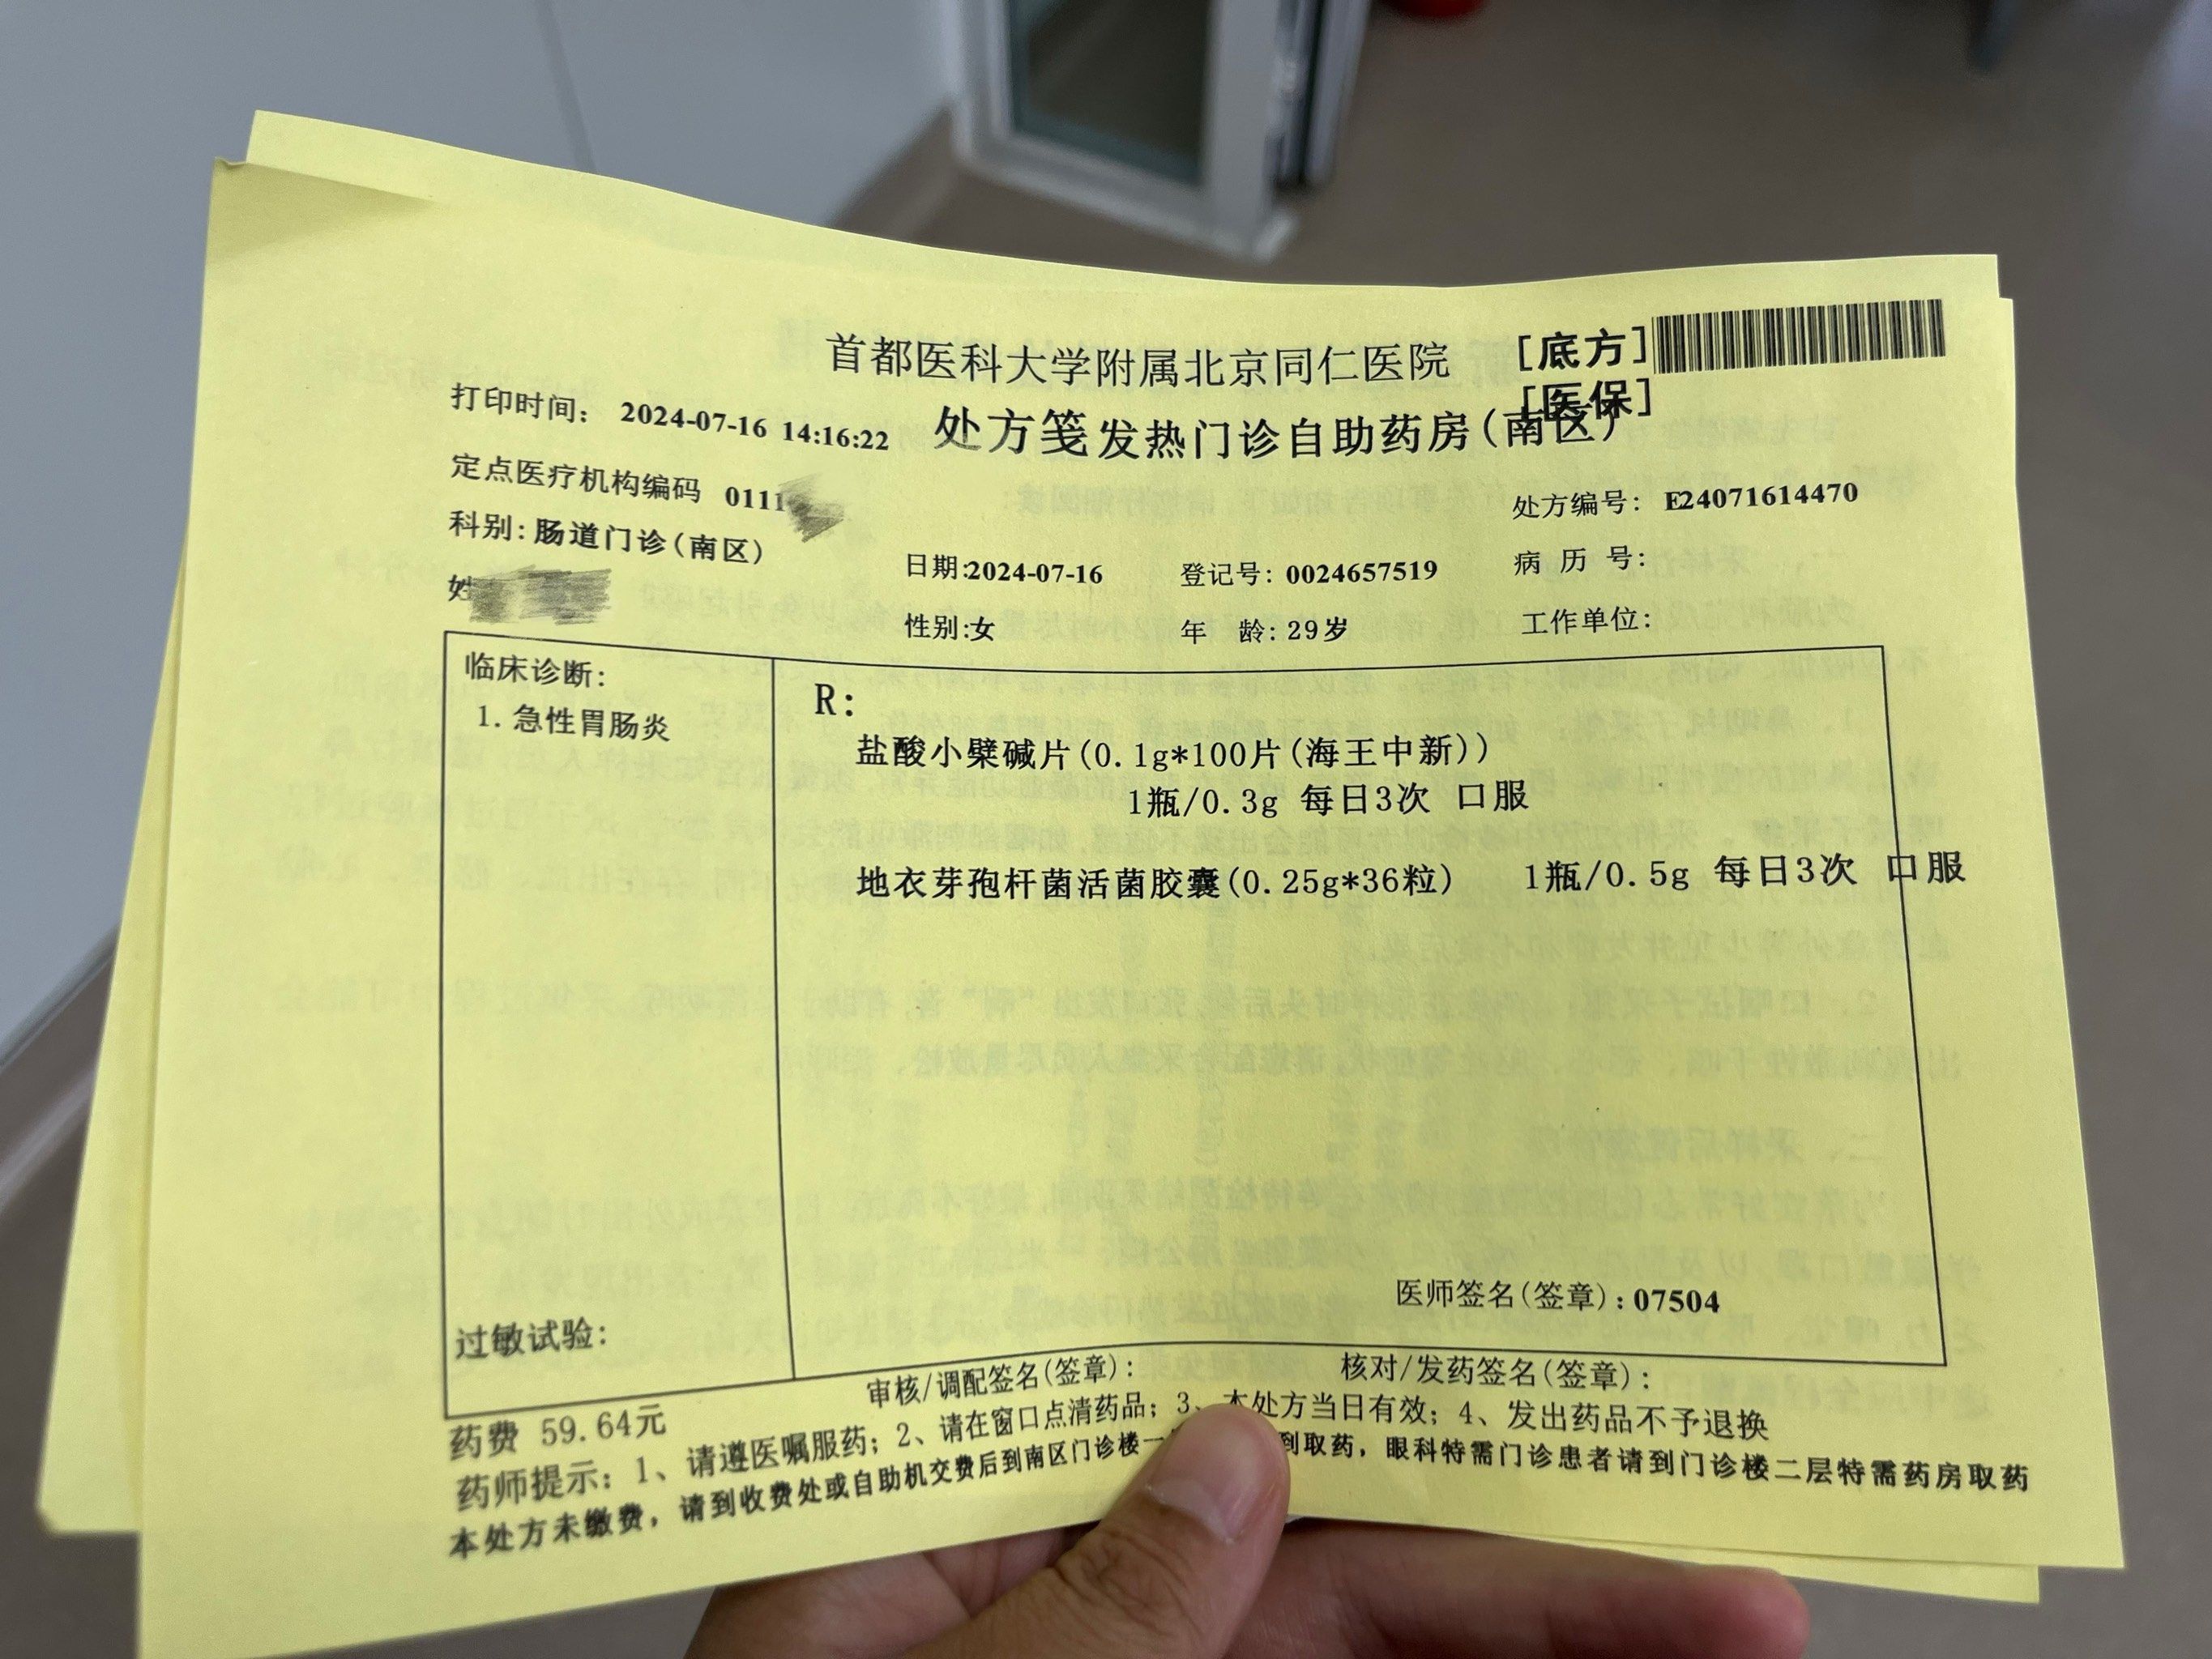 首都医科大学附属北京同仁医院
[底方]
[医保]
打印时间： 2024-07-16 14:16:22
处方笺发热门诊自助药房(南区)
定点医疗机构编码 0111
处方编号: E24071614470
科别:肠道门诊(南区)
日期:2024-07-16 登记号: 0024657519 病 历 号:
姓
性别:女 年 龄:29岁 工作单位:
临床诊断:
1.急性胃肠炎
R:
盐酸小檗碱片(0.1g*100片(海王中新))
1瓶/0.3g 每日3次 口服
地衣芽孢杆菌活菌胶囊(0.25g*36粒) 1瓶/0.5g 每日3次 口服
医师签名(签章):07504
过敏试验:
审核/调配签名(签章): 核对/发药签名(签章):
药费 59.64元
药师提示: 1、请遵医嘱服药; 2、请在窗口点清药品; 3、本处方当日有效; 4、发出药品不予退换
本处方未缴费, 请到收费处或自助机交费后到南区门诊楼一 到取药, 眼科特需门诊患者请到门诊楼二层特需药房取药